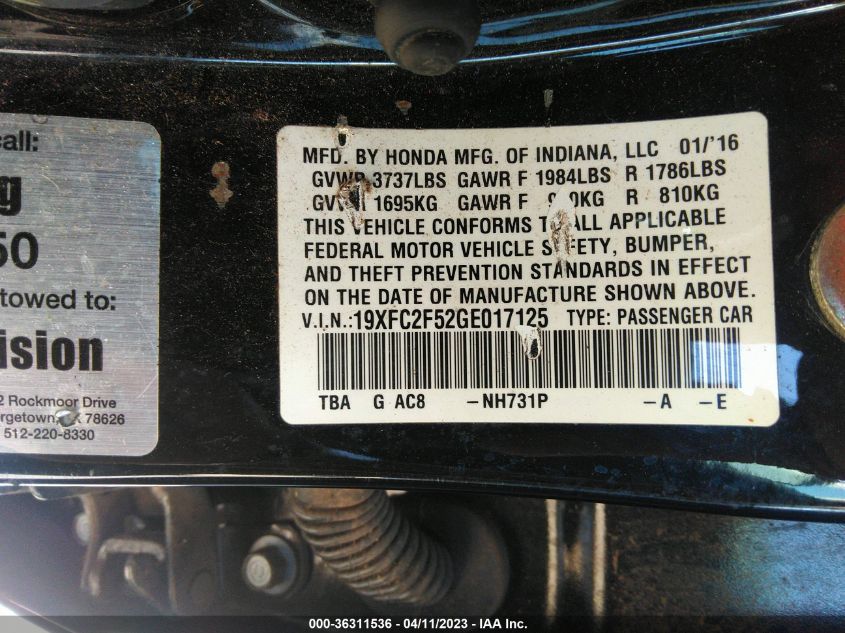 call:
g
50
towed to:
ision
2 Rockmoor Drive
rgetown, TX 78626
512-220-8330
MFD. BY HONDA MFG. OF INDIANA, LLC 01/'16
GVWR 3737LBS GAWR F 1984LBS R 1786LBS
1695KG GAWR F R 810KG
THIS VEHICLE CONFORMS TO ALL APPLICABLE
FEDERAL MOTOR VEHICLE SAFETY, BUMPER,
AND THEFT PREVENTION STANDARDS IN EFFECT
ON THE DATE OF MANUFACTURE SHOWN ABOVE.
V.I.N.:19XFC2F52GE017125 TYPE: PASSENGER CAR
TBA G AC8 –NH731P –A –E
000-36311536 - 04/11/2023 - IAA Inc.